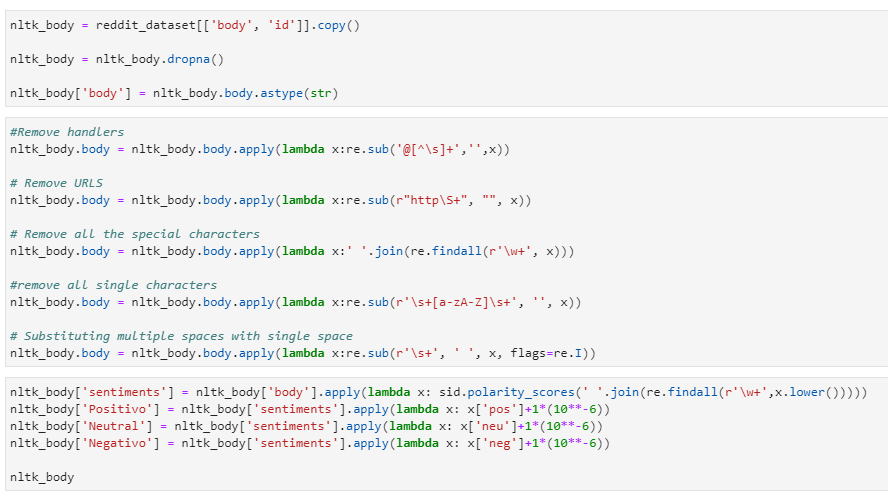 nltk_body = reddit_dataset[['body', 'id']].copy()
nltk_body = nltk_body.dropna()
nltk_body['body'] = nltk_body.body.astype(str)
#Remove handlers
nltk_body.body = nltk_body.body.apply(lambda x:re.sub('@[^\s]+','',x))
# Remove URLS
nltk_body.body = nltk_body.body.apply(lambda x:re.sub(r"http\S+", "", x))
# Remove all the special characters
nltk_body.body = nltk_body.body.apply(lambda x:' '.join(re.findall(r'\w+', x)))
#remove all single characters
nltk_body.body = nltk_body.body.apply(lambda x:re.sub(r'\s+[a-zA-Z]\s+', '', x))
# Substituting multiple spaces with single space
nltk_body.body = nltk_body.body.apply(lambda x:re.sub(r'\s+', ' ', x, flags=re.I))
nltk_body['sentiments'] = nltk_body['body'].apply(lambda x: sid.polarity_scores(' '.join(re.findall(r'\w+',x.lower()))))
nltk_body['Positivo'] = nltk_body['sentiments'].apply(lambda x: x['pos']+1*(10**-6))
nltk_body['Neutral'] = nltk_body['sentiments'].apply(lambda x: x['neu']+1*(10**-6))
nltk_body['Negativo'] = nltk_body['sentiments'].apply(lambda x: x['neg']+1*(10**-6))
nltk_body